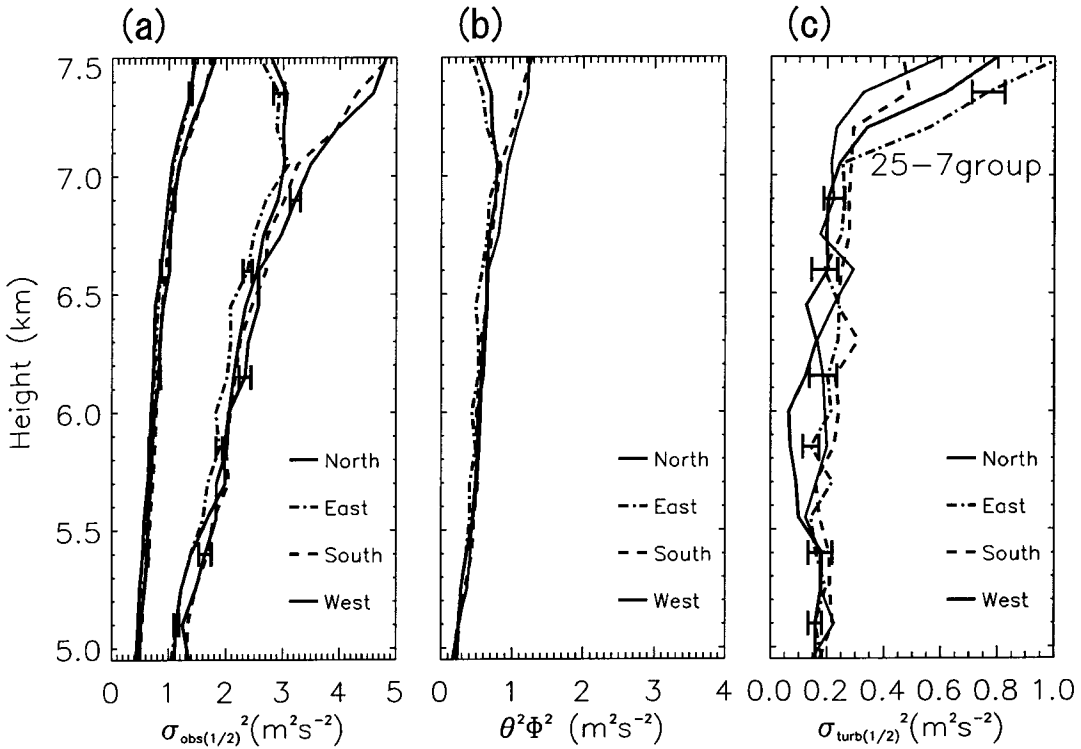 (a) (b) (c)
7.5
7.0
6.5
6.0
5.5
5.0
Height (km)
North
East
South
West
0 1 2 3 4 5
σobs(1/2)²(m²s⁻²)
North
East
South
West
0 1 2 3 4
θ²Φ² (m²s⁻²)
25-7group
North
East
South
West
0.0 0.2 0.4 0.6 0.8 1.0
σturb(1/2)²(m²s⁻²)